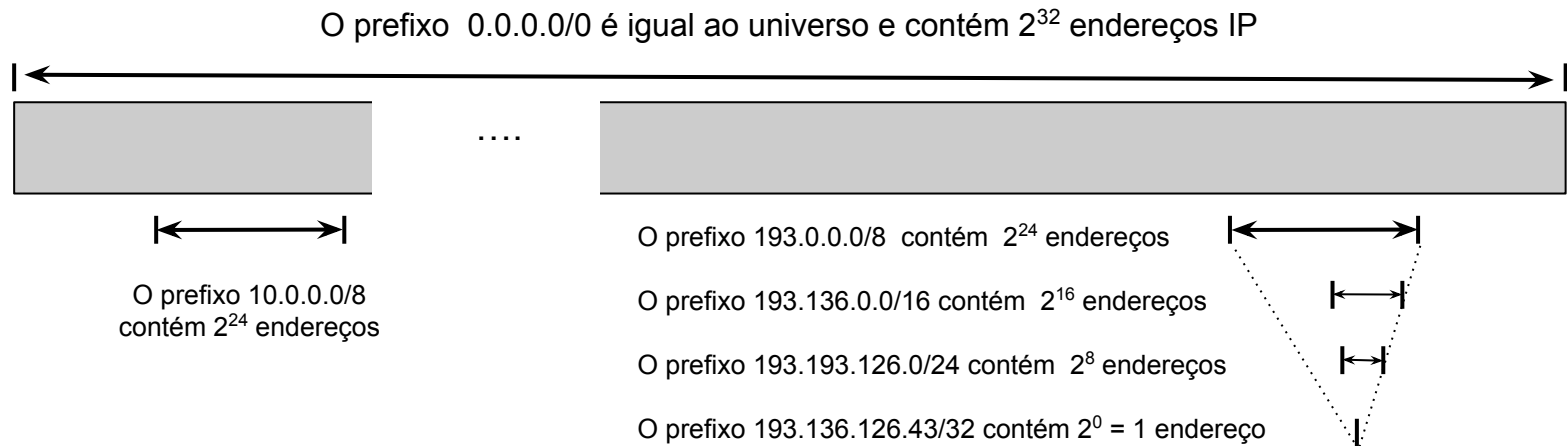 O prefixo 0.0.0.0/0 é igual ao universo e contém 2³² endereços IP
....
O prefixo 10.0.0.0/8
contém 2²⁴ endereços
O prefixo 193.0.0.0/8 contém 2²⁴ endereços
O prefixo 193.136.0.0/16 contém 2¹⁶ endereços
O prefixo 193.193.126.0/24 contém 2⁸ endereços
O prefixo 193.136.126.43/32 contém 2⁰ = 1 endereço